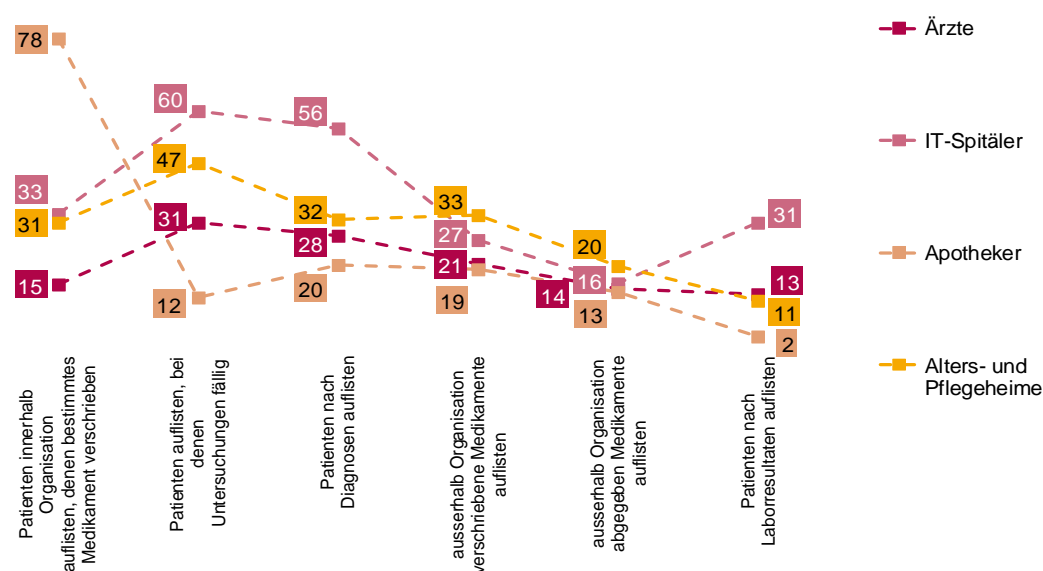 78
33
31
15
60
47
31
12
56
32
28
20
33
27
21
19
20
16
14
13
31
13
11
2
Patienten innerhalb
Organisation
auflisten, denen bestimmtes
Medikament verschrieben
Patienten auflisten, bei
denen
Untersuchungen fällig
Patienten nach
Diagnosen auflisten
ausserhalb Organisation
verschriebene Medikamente
auflisten
ausserhalb Organisation
abgegeben Medikamente
auflisten
Patienten nach
Laborresultaten auflisten
Ärzte
IT-Spitäler
Apotheker
Alters- und
Pflegeheime